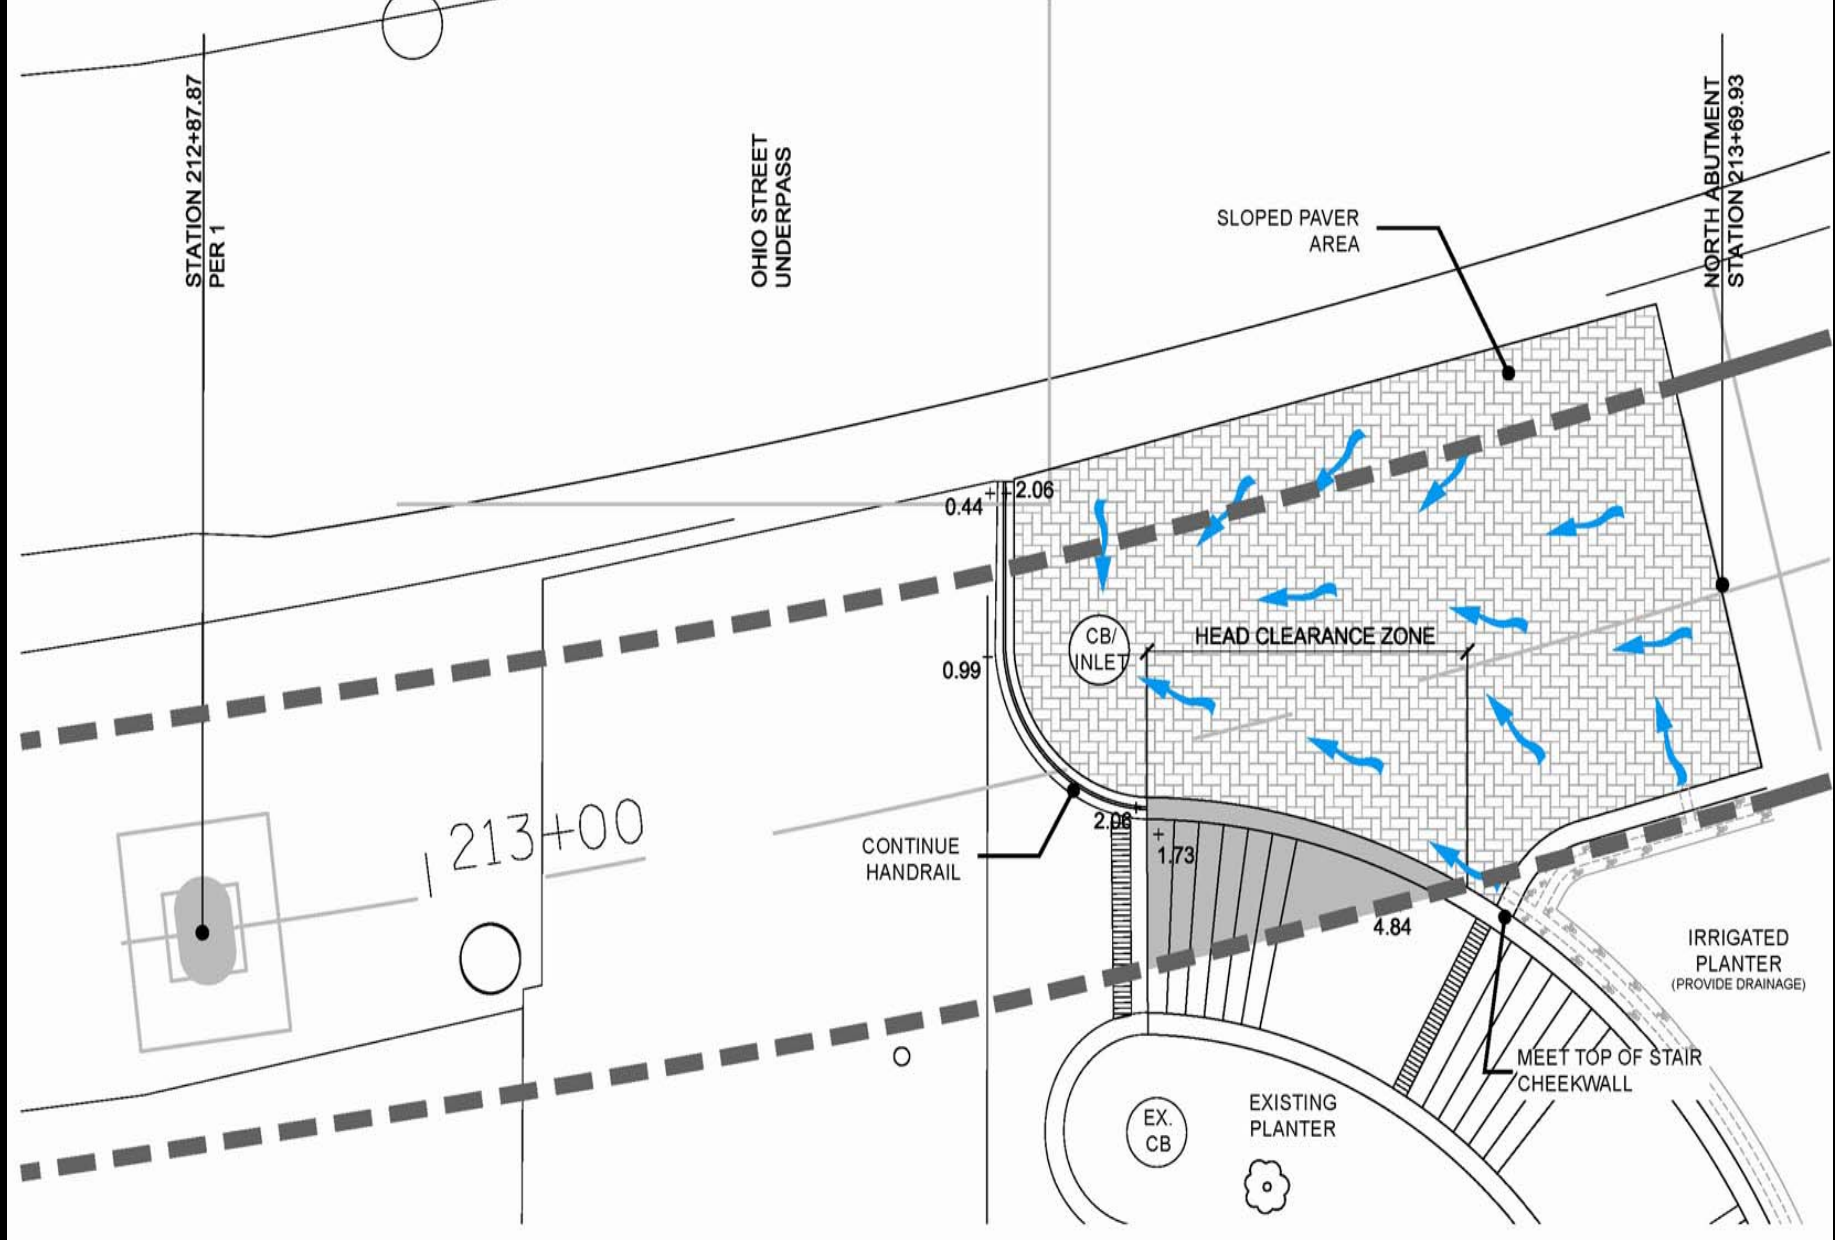 STATION 212+87.87
PER 1
OHIO STREET
UNDERPASS
NORTH ABUTMENT
STATION 213+69.93
SLOPED PAVER
AREA
0.44
2.06
CB/
INLET
HEAD CLEARANCE ZONE
0.99
213+00
CONTINUE
HANDRAIL
2.06
1.73
4.84
IRRIGATED
PLANTER
(PROVIDE DRAINAGE)
MEET TOP OF STAIR
CHEEKWALL
EX.
CB
EXISTING
PLANTER